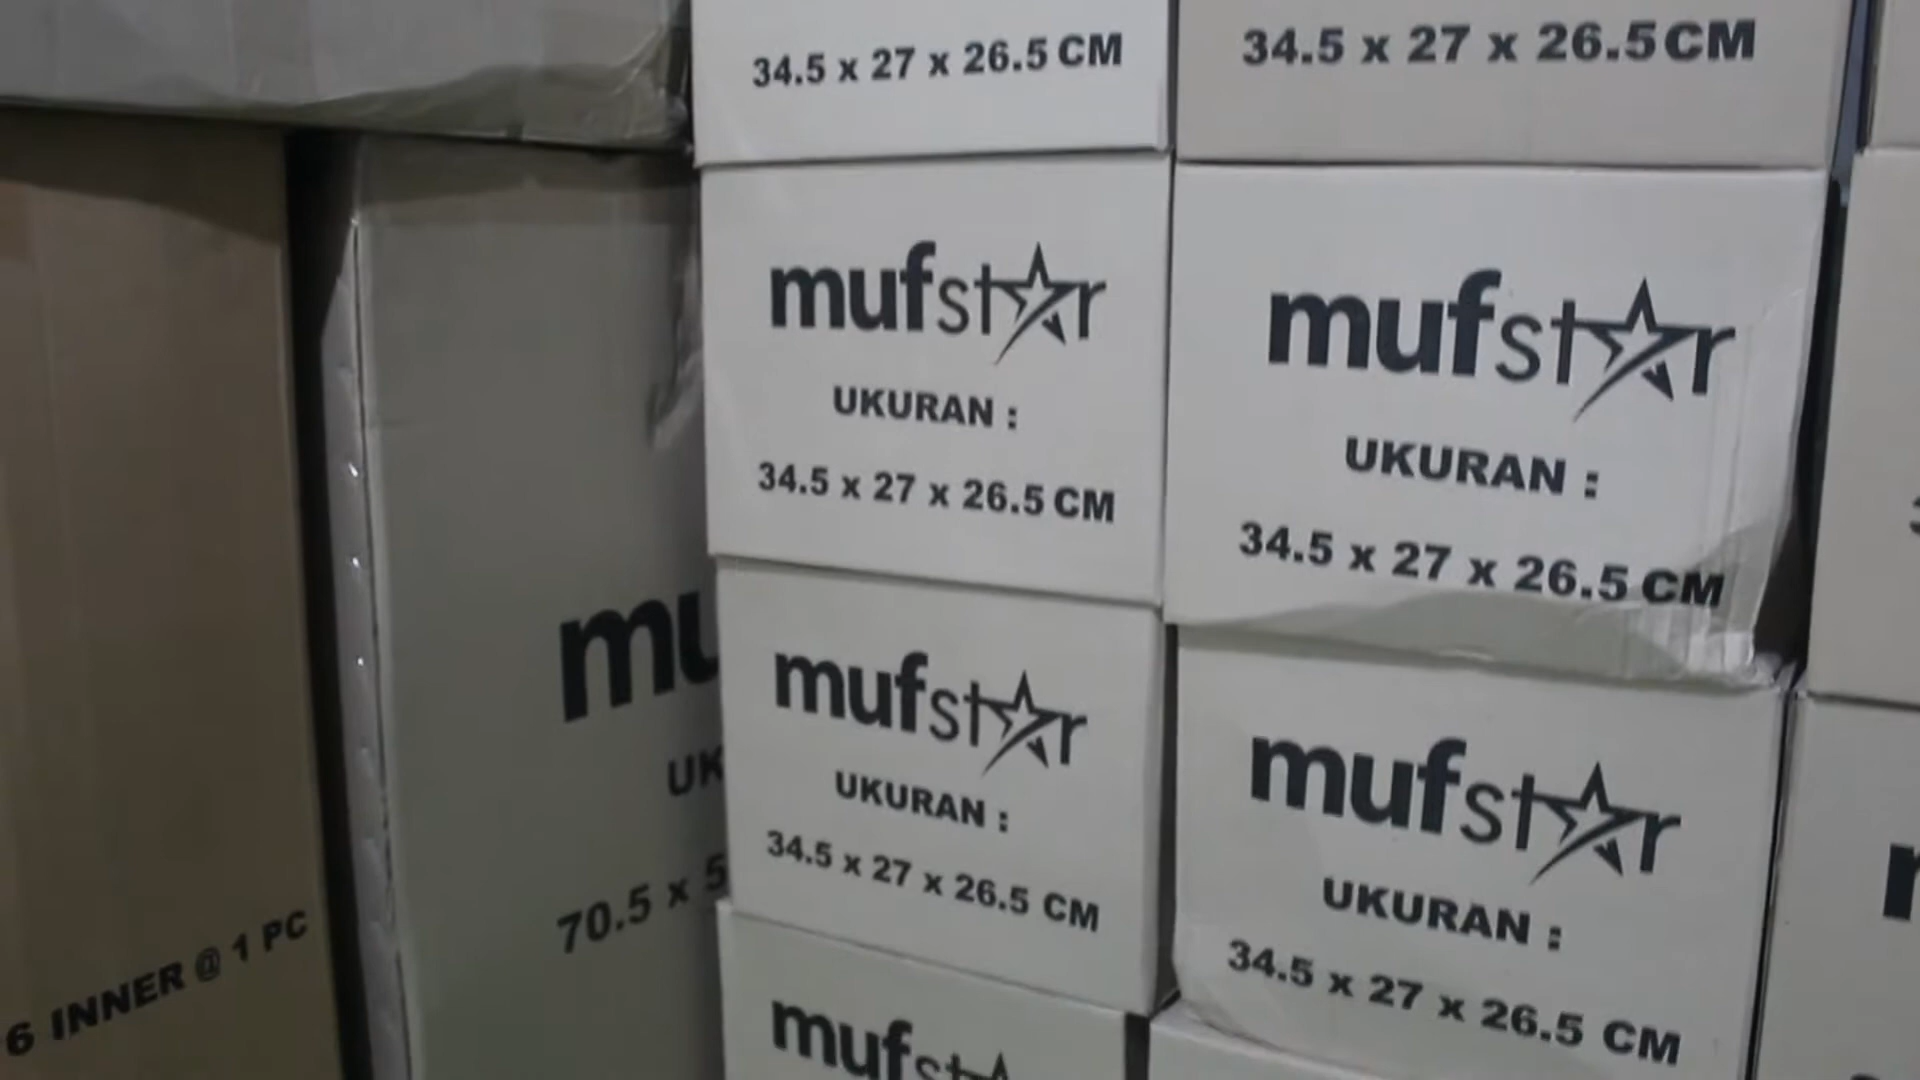 34.5 x 27 x 26.5 CM
34.5 x 27 x 26.5 CM
mufstar
UKURAN :
34.5 x 27 x 26.5 CM
mufstar
UKURAN :
34.5 x 27 x 26.5 CM
mufstar
UKURAN :
34.5 x 27 x 26.5 CM
mufstar
UKURAN :
34.5 x 27 x 26.5 CM
mufsta
mu
UK
70.5 x 5
6 INNER @ 1 PC